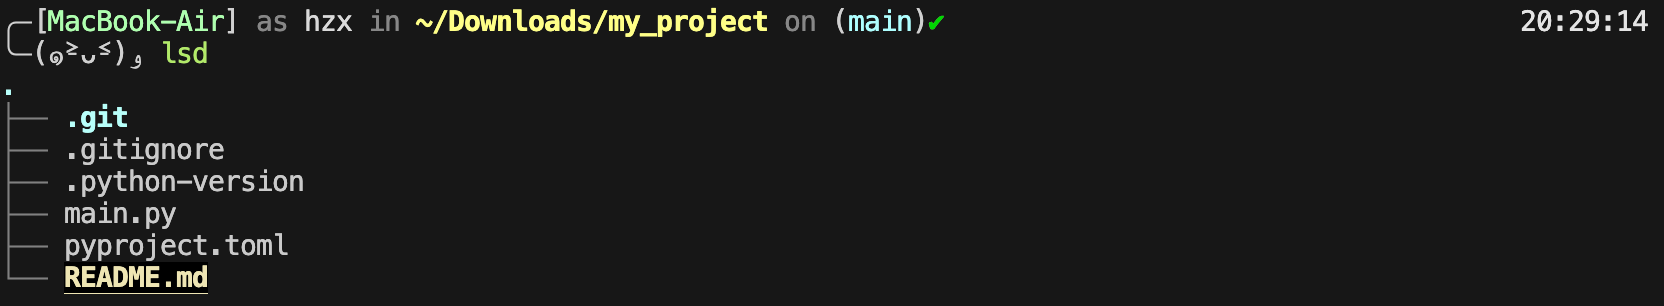 ╭─[MacBook-Air] as hzx in ~/Downloads/my_project on (main)✔ 20:29:14
╰─(๑˃̵ᴗ˂̵)و lsd
.
├── .git
├── .gitignore
├── .python-version
├── main.py
├── pyproject.toml
└── README.md